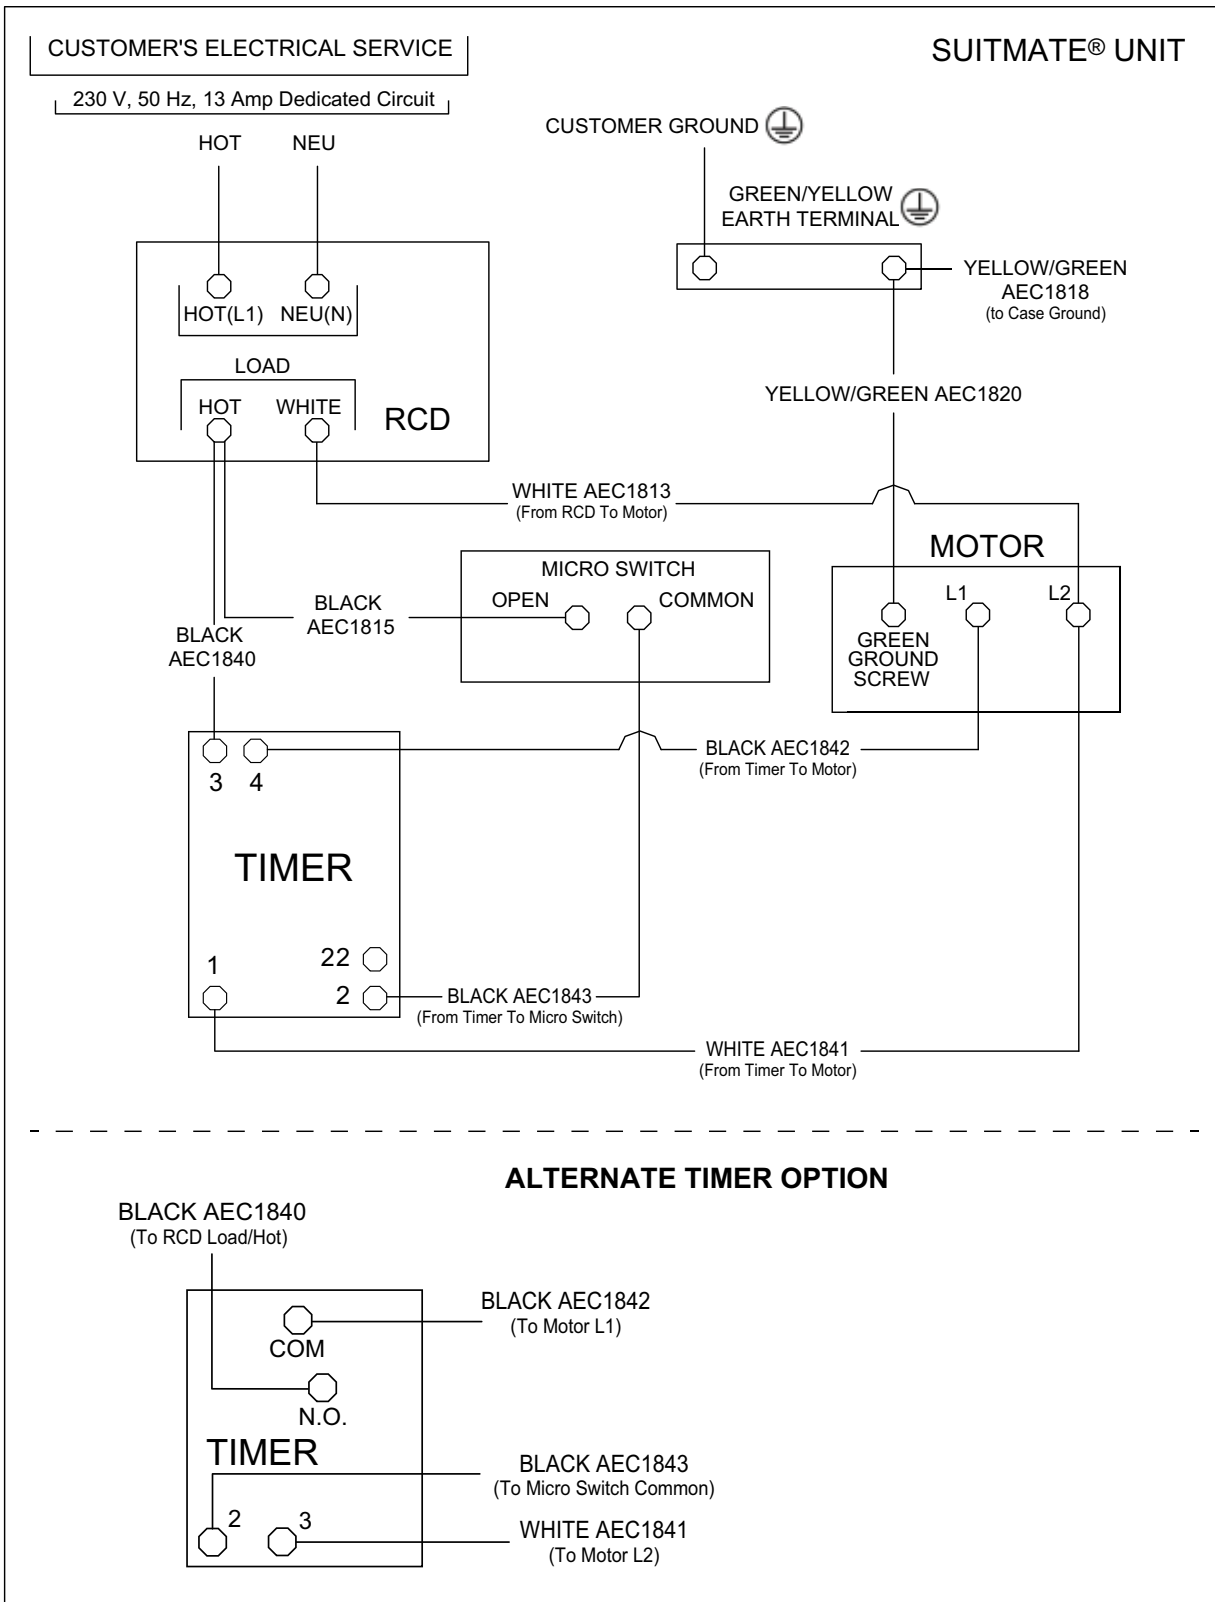 CUSTOMER'S ELECTRICAL SERVICE
SUITMATE® UNIT
230 V, 50 Hz, 13 Amp Dedicated Circuit
HOT
NEU
CUSTOMER GROUND
GREEN/YELLOW
EARTH TERMINAL
YELLOW/GREEN
AEC1818
(to Case Ground)
HOT(L1)
NEU(N)
LOAD
HOT
WHITE
RCD
YELLOW/GREEN AEC1820
WHITE AEC1813
(From RCD To Motor)
MOTOR
MICRO SWITCH
OPEN
COMMON
L1
L2
GREEN
GROUND
SCREW
BLACK
AEC1815
BLACK
AEC1840
BLACK AEC1842
(From Timer To Motor)
3
4
TIMER
1
22
2
BLACK AEC1843
(From Timer To Micro Switch)
WHITE AEC1841
(From Timer To Motor)
ALTERNATE TIMER OPTION
BLACK AEC1840
(To RCD Load/Hot)
BLACK AEC1842
(To Motor L1)
COM
N.O.
TIMER
BLACK AEC1843
(To Micro Switch Common)
2
3
WHITE AEC1841
(To Motor L2)